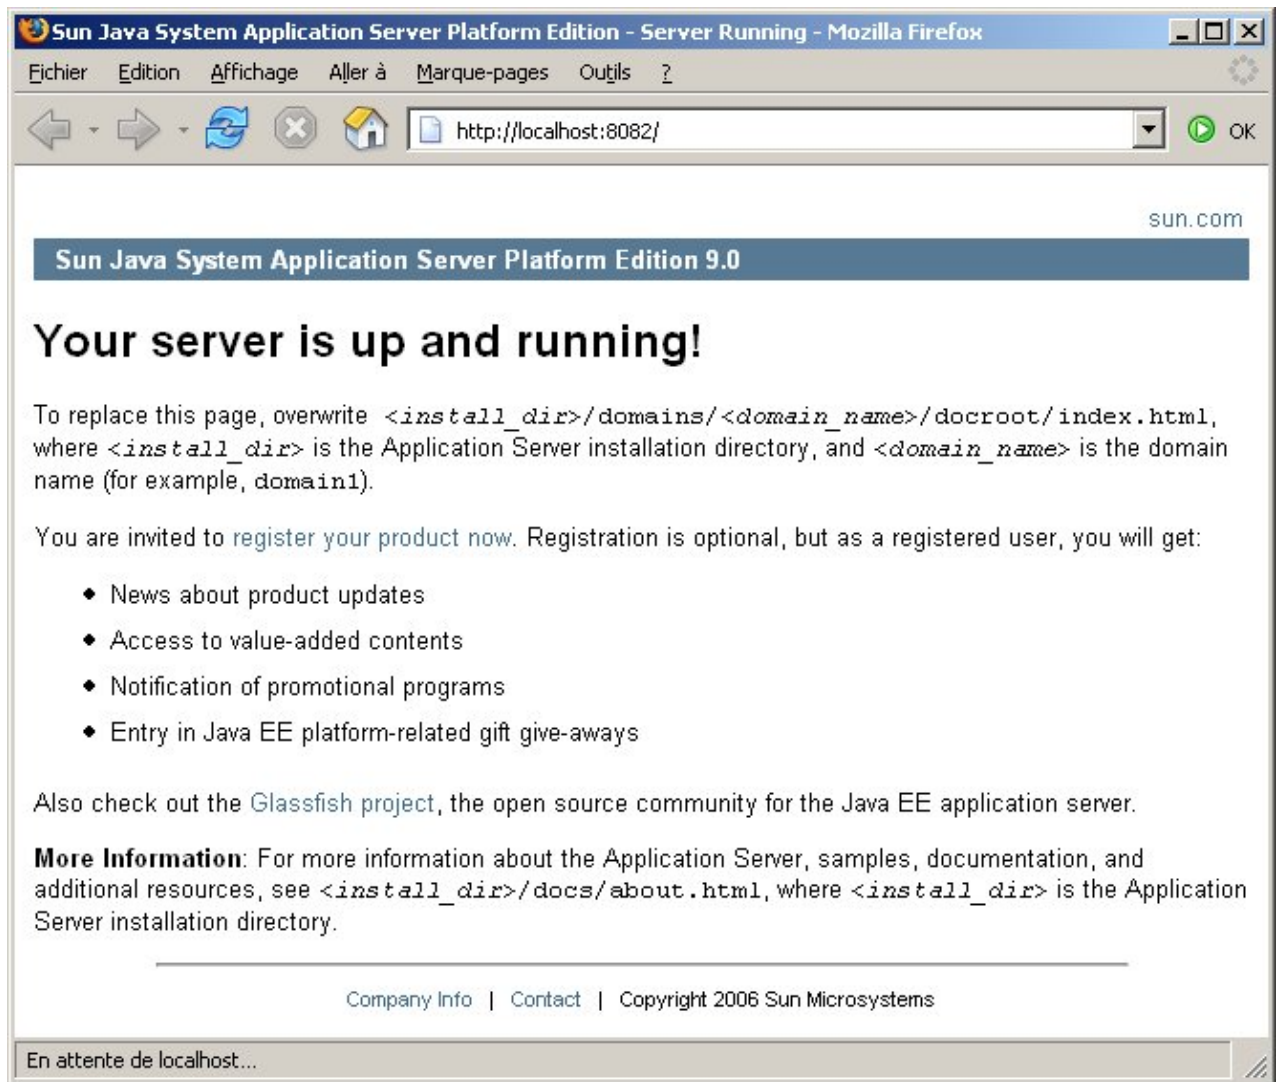 Sun Java System Application Server Platform Edition - Server Running - Mozilla Firefox
Fichier Edition Affichage Aller à Marque-pages Outils ?
http://localhost:8082/ OK
sun.com
Sun Java System Application Server Platform Edition 9.0
Your server is up and running!
To replace this page, overwrite <install_dir>/domains/<domain_name>/docroot/index.html,
where <install_dir> is the Application Server installation directory, and <domain_name> is the domain
name (for example, domain1).
You are invited to register your product now. Registration is optional, but as a registered user, you will get:
• News about product updates
• Access to value-added contents
• Notification of promotional programs
• Entry in Java EE platform-related gift give-aways
Also check out the Glassfish project, the open source community for the Java EE application server.
More Information: For more information about the Application Server, samples, documentation, and
additional resources, see <install_dir>/docs/about.html, where <install_dir> is the Application
Server installation directory.
Company Info | Contact | Copyright 2006 Sun Microsystems
En attente de localhost...